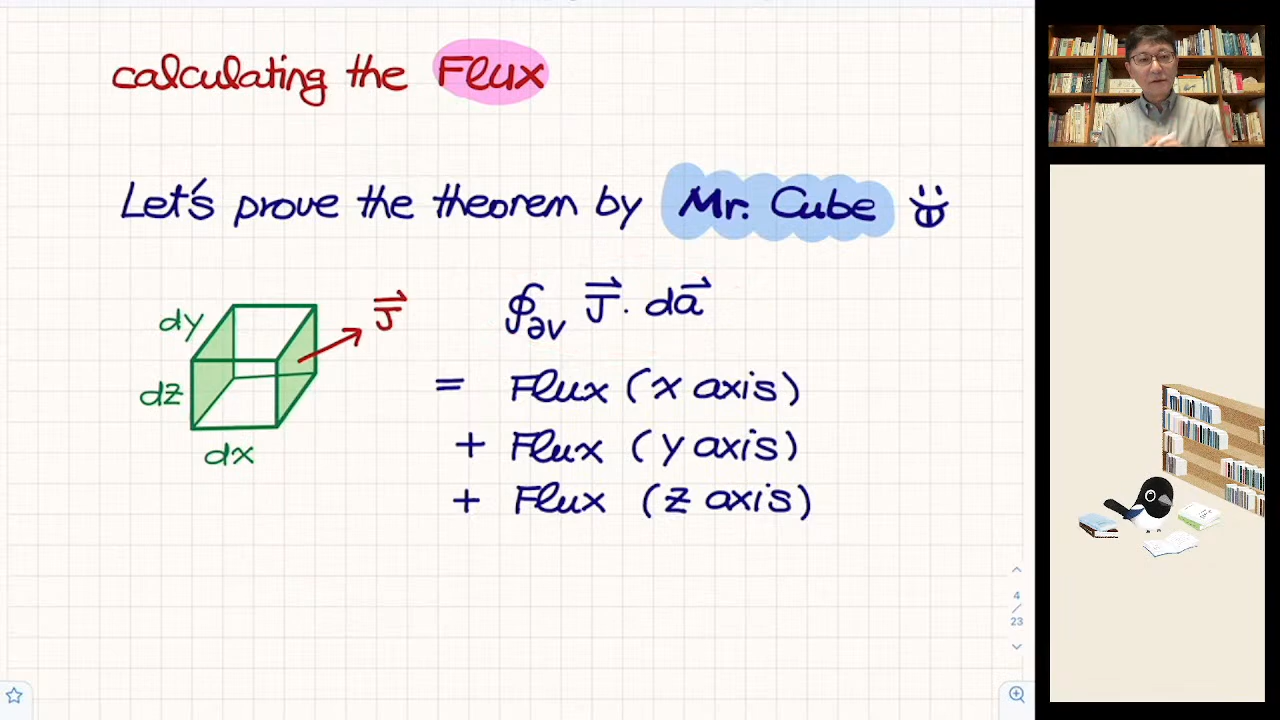 calculating the Flux
Let's prove the theorem by Mr. Cube
dy
dz
dx
J⃗
∮∂V J⃗ · da⃗
= Flux (x axis)
+ Flux (y axis)
+ Flux (z axis)
4
/
23